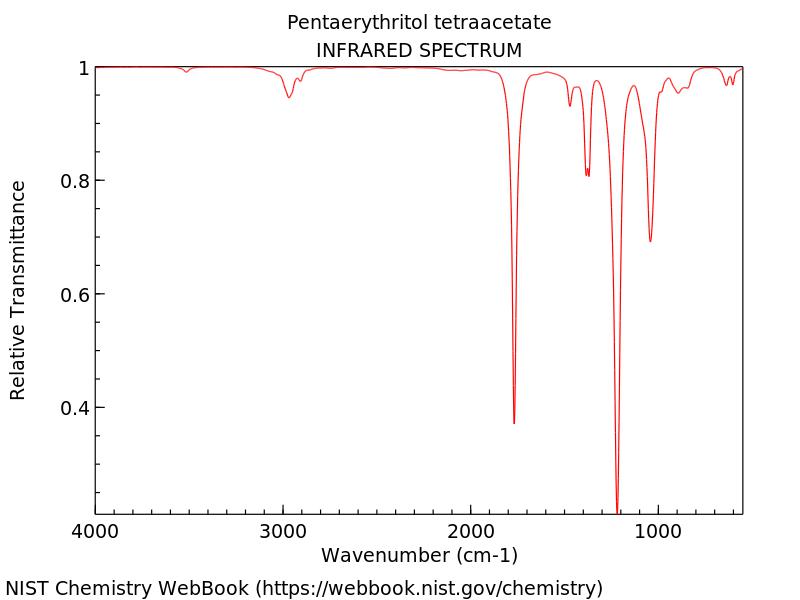 Pentaerythritol tetraacetate
INFRARED SPECTRUM
1
0.8
0.6
0.4
Relative Transmittance
4000 3000 2000 1000
Wavenumber (cm-1)
NIST Chemistry WebBook (https://webbook.nist.gov/chemistry)